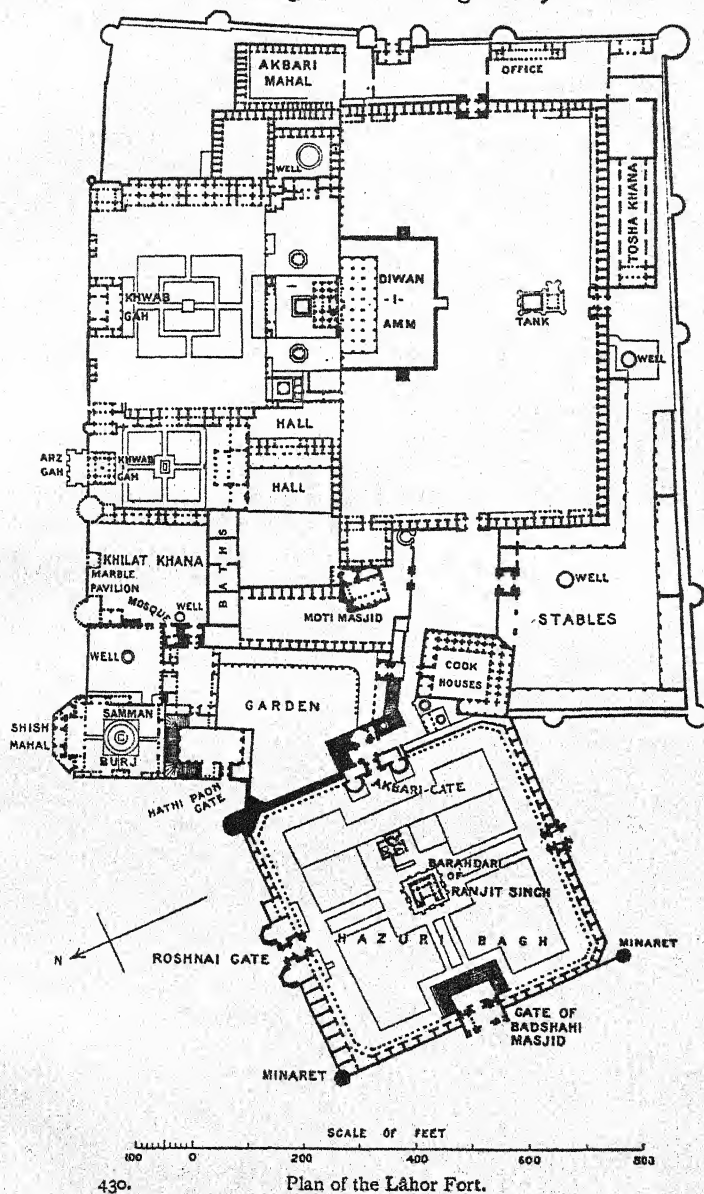 AKBARI
MAHAL
OFFICE
WELL
TOSHA KHANA
KHWAB
GAH
DIWAN
-I-
AMM
TANK
WELL
HALL
ARZ
GAH
KHWAB
GAH
HALL
KHILAT KHANA
MARBLE
PAVILION
BATHS
MOSQUE
WELL
MOTI MASJID
WELL
STABLES
WELL
COOK
HOUSES
GARDEN
SHISH
MAHAL
SAMMAN
BURJ
HATHI PAON
GATE
AKBARI-GATE
BARAHDARI
OF
RANJIT SINGH
N
ROSHNAI GATE
HAZURI BAGH
MINARET
GATE OF
BADSHAHI
MASJID
MINARET
SCALE OF FEET
100 0 200 400 600 800
430. Plan of the Lâhor Fort.